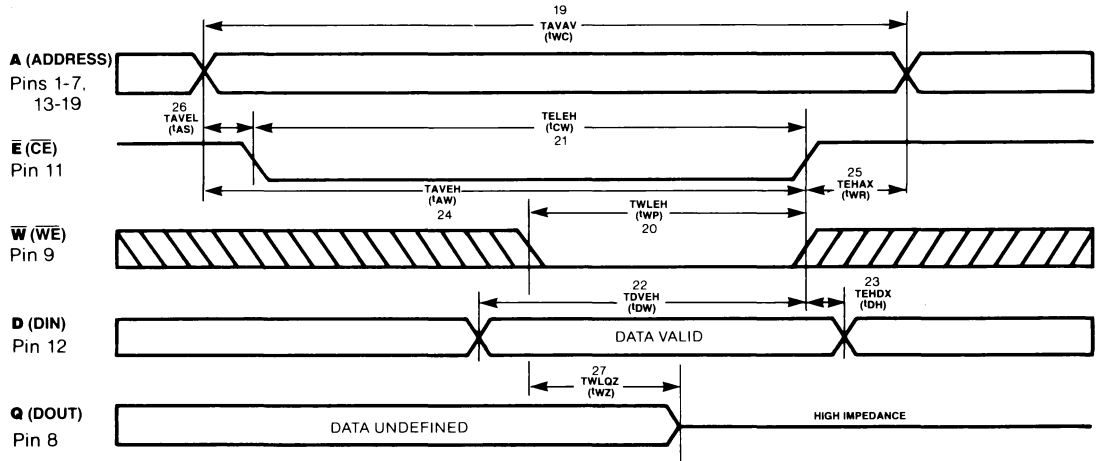 19
TAVAV
(tWC)
A (ADDRESS)
Pins 1-7,
13-19
26
TAVEL
(tAS)
TELEH
(tCW)
21
E (CE)
Pin 11
TAVEH
(tAW)
24
25
TEHAX
(tWR)
TWLEH
(tWP)
20
W (WE)
Pin 9
22
TDVEH
(tDW)
23
TEHDX
(tDH)
D (DIN)
Pin 12
DATA VALID
27
TWLQZ
(tWZ)
Q (DOUT)
Pin 8
DATA UNDEFINED
HIGH IMPEDANCE